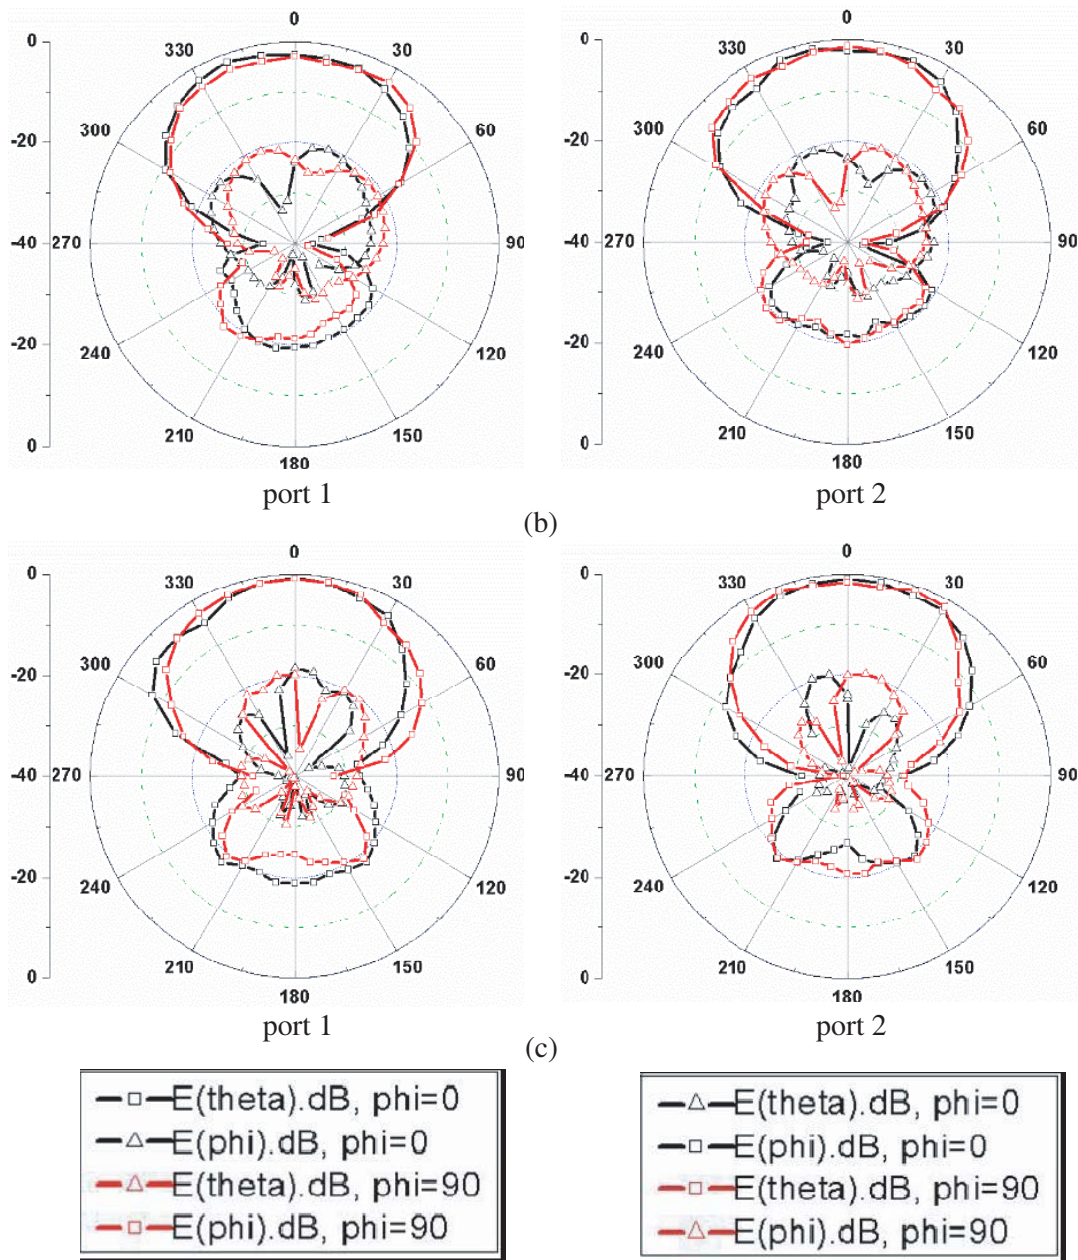 0 0
0 330 30 0 330 30
-20 300 60 -20 300 60
-40 270 90 -40 270 90
-20 240 120 -20 240 120
210 150 210 150
0 180 0 180
port 1 port 2
(b)
0 0
0 330 30 0 330 30
-20 300 60 -20 300 60
-40 270 90 -40 270 90
-20 240 120 -20 240 120
210 150 210 150
0 180 0 180
port 1 port 2
(c)
E(theta).dB, phi=0
E(phi).dB, phi=0
E(theta).dB, phi=90
E(phi).dB, phi=90
E(theta).dB, phi=0
E(phi).dB, phi=0
E(theta).dB, phi=90
E(phi).dB, phi=90